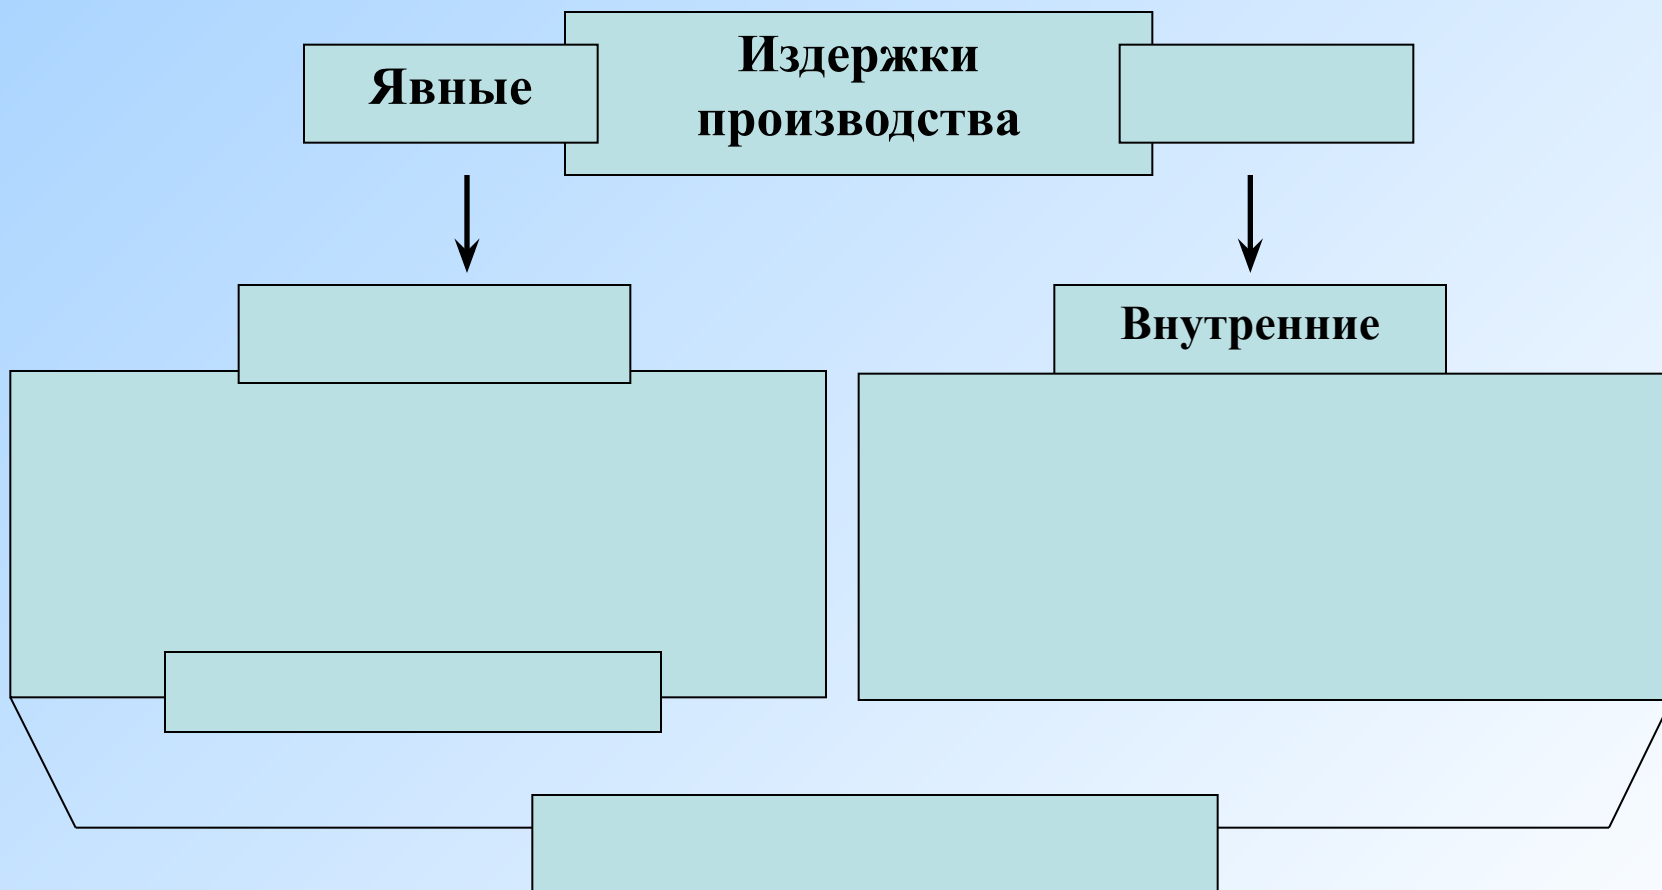 Издержки
производства
Явные
Внутренние